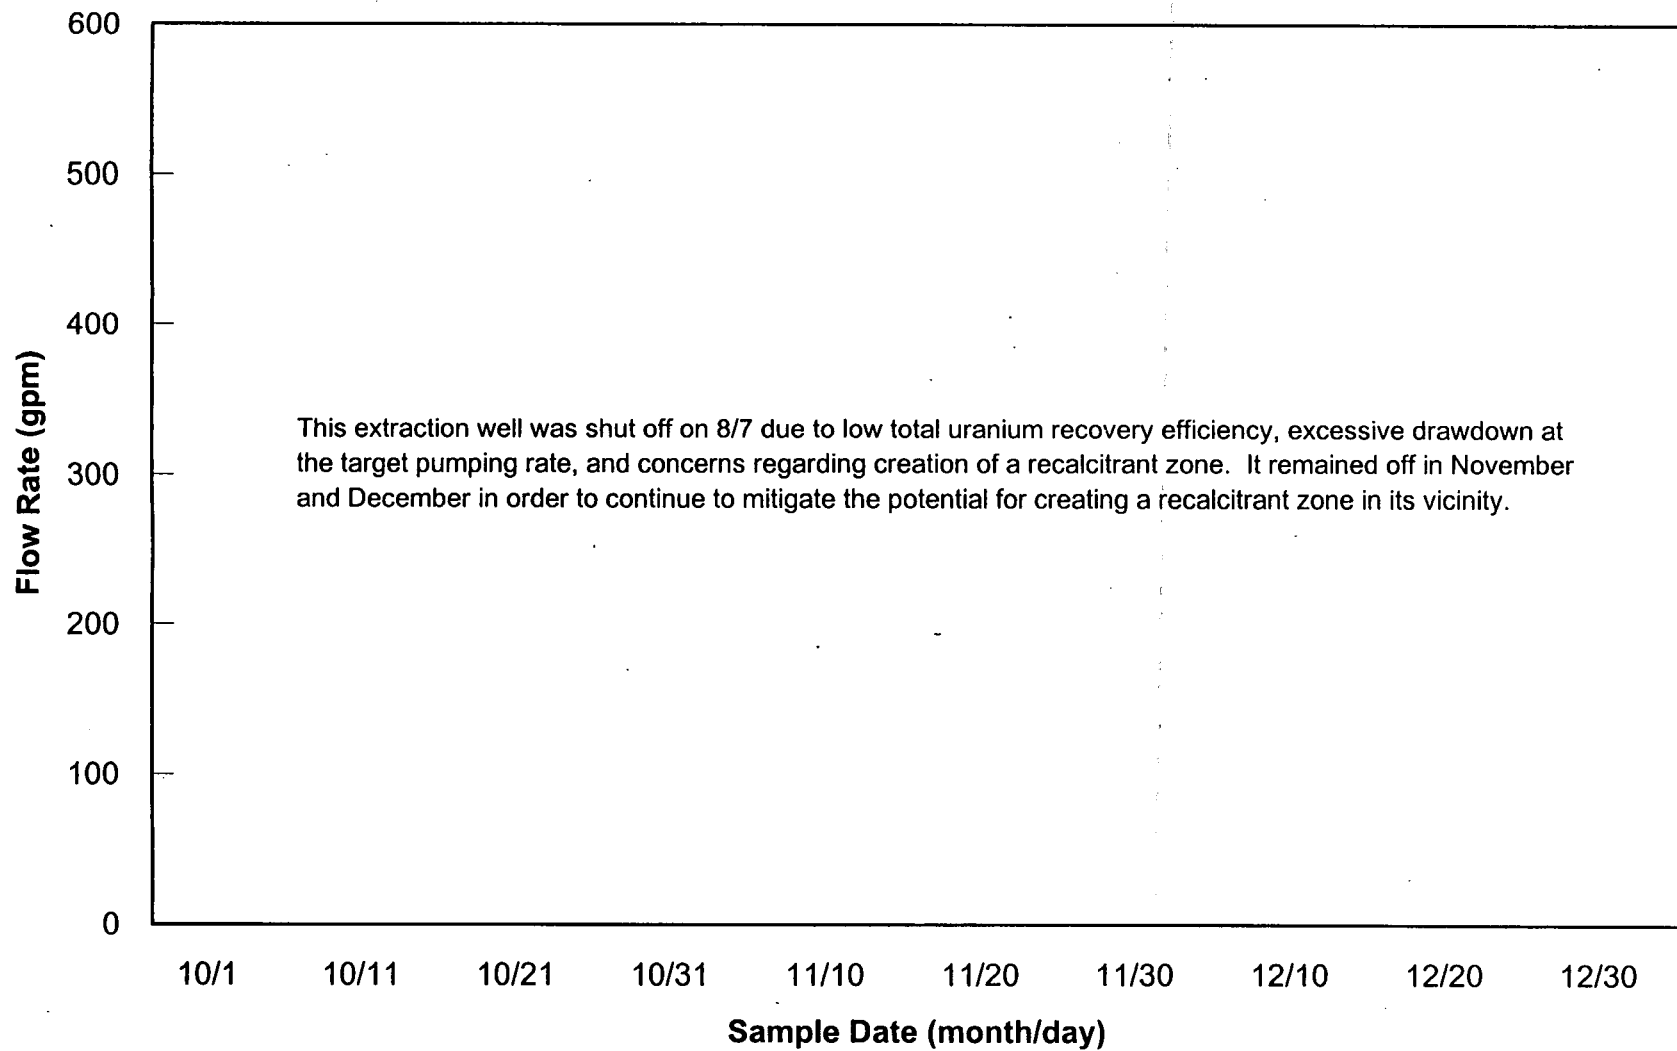 600
500
400
300
200
100
0
Flow Rate (gpm)
This extraction well was shut off on 8/7 due to low total uranium recovery efficiency, excessive drawdown at
the target pumping rate, and concerns regarding creation of a recalcitrant zone. It remained off in November
and December in order to continue to mitigate the potential for creating a recalcitrant zone in its vicinity.
10/1 10/11 10/21 10/31 11/10 11/20 11/30 12/10 12/20 12/30
Sample Date (month/day)